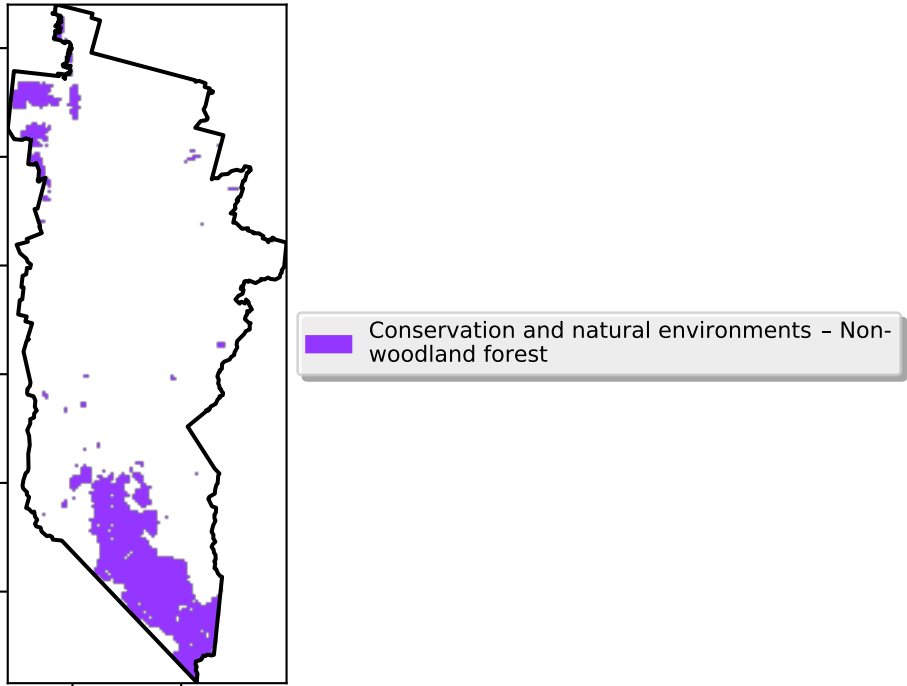 Conservation and natural environments – Non-
woodland forest